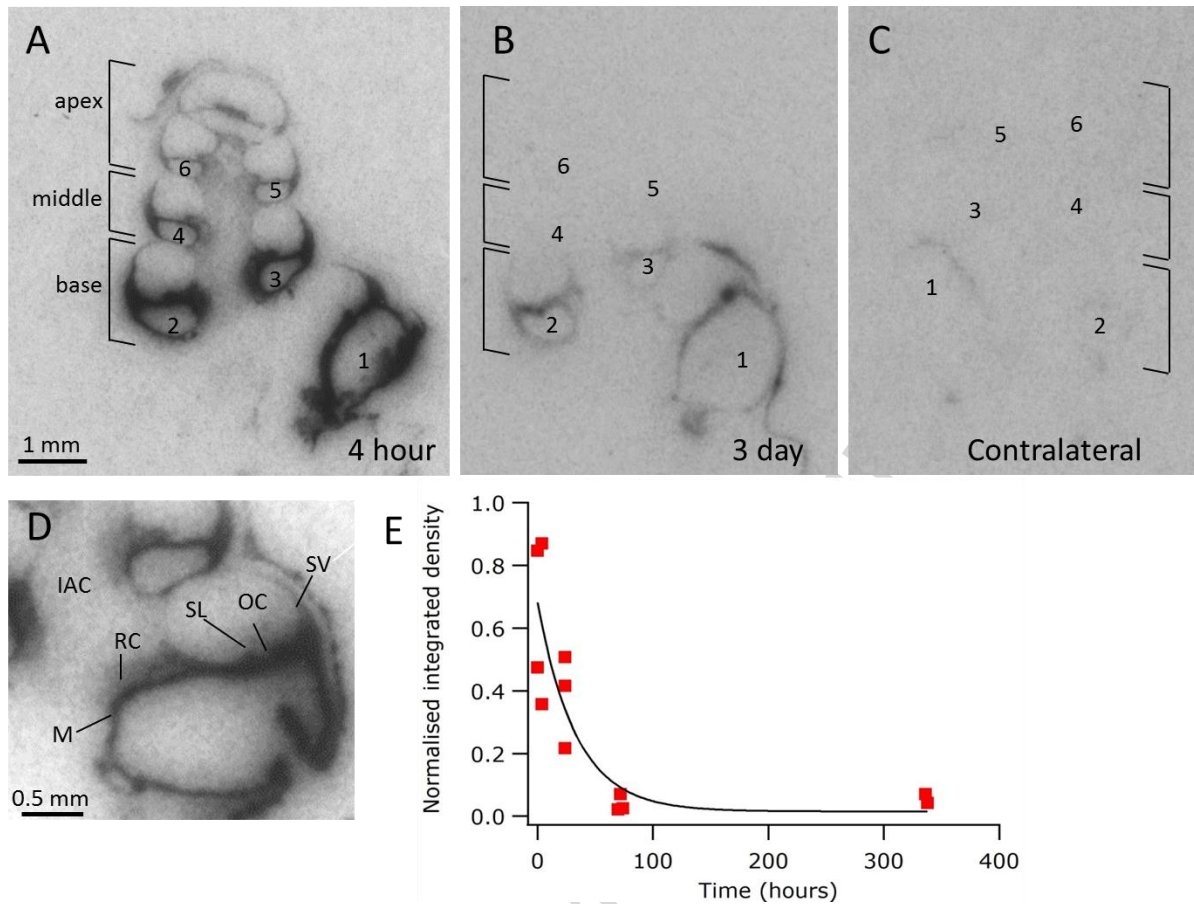 A
apex
6
5
middle
4
base
3
2
1
1 mm
4 hour
B
6
5
4
3
2
1
3 day
C
6
5
3
4
1
2
Contralateral
D
SV
IAC
OC
SL
RC
M
0.5 mm
E
Normalised integrated density
1.0
0.8
0.6
0.4
0.2
0.0
0
100
200
300
400
Time (hours)